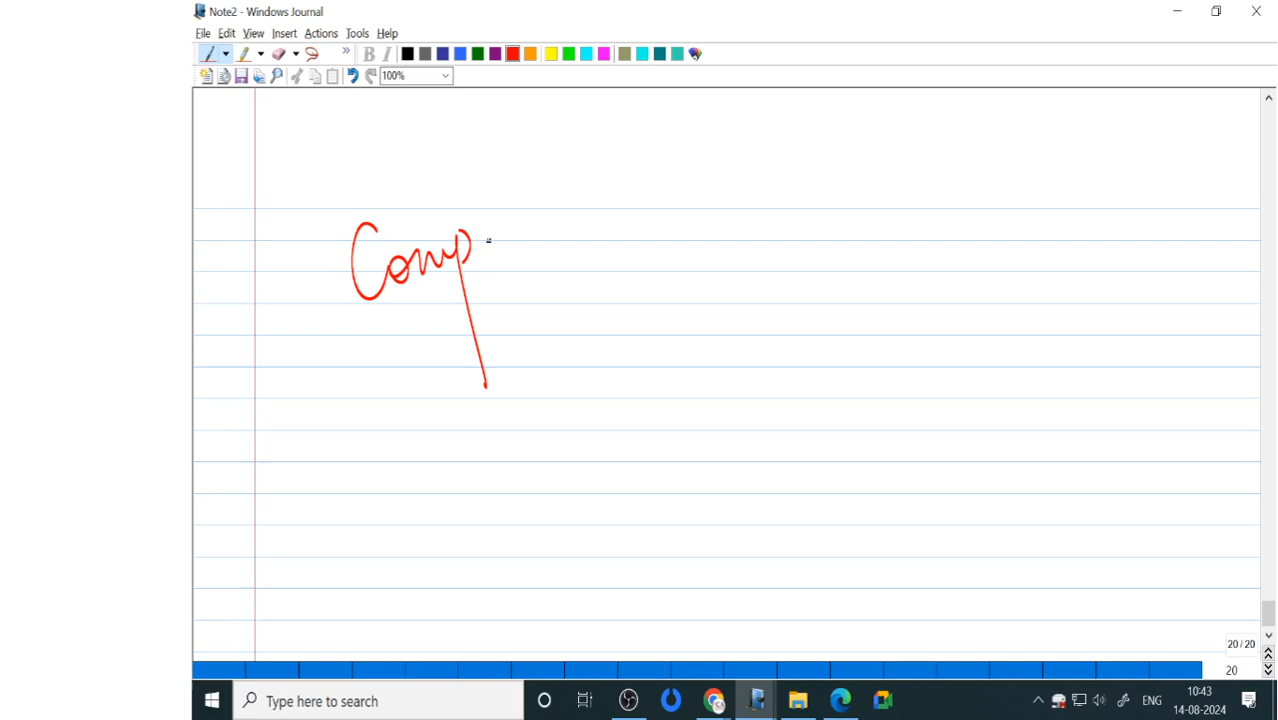 Note2 - Windows Journal
File Edit View Insert Actions Tools Help
» B I
100%
Comp
20 / 20
20
Type here to search
ENG
10:43
14-08-2024